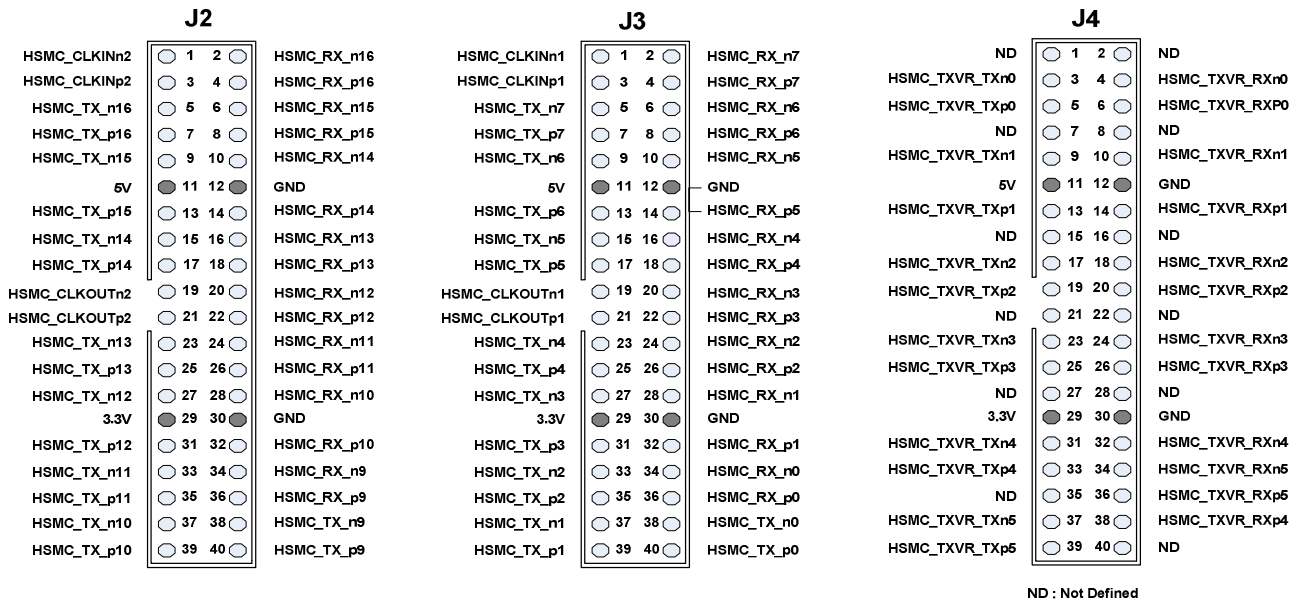 J2
HSMC_CLKINn2 1 2 HSMC_RX_n16
HSMC_CLKINp2 3 4 HSMC_RX_p16
HSMC_TX_n16 5 6 HSMC_RX_n15
HSMC_TX_p16 7 8 HSMC_RX_p15
HSMC_TX_n15 9 10 HSMC_RX_n14
5V 11 12 GND
HSMC_TX_p15 13 14 HSMC_RX_p14
HSMC_TX_n14 15 16 HSMC_RX_n13
HSMC_TX_p14 17 18 HSMC_RX_p13
HSMC_CLKOUTn2 19 20 HSMC_RX_n12
HSMC_CLKOUTp2 21 22 HSMC_RX_p12
HSMC_TX_n13 23 24 HSMC_RX_n11
HSMC_TX_p13 25 26 HSMC_RX_p11
HSMC_TX_n12 27 28 HSMC_RX_n10
3.3V 29 30 GND
HSMC_TX_p12 31 32 HSMC_RX_p10
HSMC_TX_n11 33 34 HSMC_RX_n9
HSMC_TX_p11 35 36 HSMC_RX_p9
HSMC_TX_n10 37 38 HSMC_TX_n9
HSMC_TX_p10 39 40 HSMC_TX_p9
J3
HSMC_CLKINn1 1 2 HSMC_RX_n7
HSMC_CLKINp1 3 4 HSMC_RX_p7
HSMC_TX_n7 5 6 HSMC_RX_n6
HSMC_TX_p7 7 8 HSMC_RX_p6
HSMC_TX_n6 9 10 HSMC_RX_n5
5V 11 12 GND
HSMC_TX_p6 13 14 HSMC_RX_p5
HSMC_TX_n5 15 16 HSMC_RX_n4
HSMC_TX_p5 17 18 HSMC_RX_p4
HSMC_CLKOUTn1 19 20 HSMC_RX_n3
HSMC_CLKOUTp1 21 22 HSMC_RX_p3
HSMC_TX_n4 23 24 HSMC_RX_n2
HSMC_TX_p4 25 26 HSMC_RX_p2
HSMC_TX_n3 27 28 HSMC_RX_n1
3.3V 29 30 GND
HSMC_TX_p3 31 32 HSMC_RX_p1
HSMC_TX_n2 33 34 HSMC_RX_n0
HSMC_TX_p2 35 36 HSMC_RX_p0
HSMC_TX_n1 37 38 HSMC_TX_n0
HSMC_TX_p1 39 40 HSMC_TX_p0
J4
ND 1 2 ND
HSMC_TXVR_TXn0 3 4 HSMC_TXVR_RXn0
HSMC_TXVR_TXp0 5 6 HSMC_TXVR_RXP0
ND 7 8 ND
HSMC_TXVR_TXn1 9 10 HSMC_TXVR_RXn1
5V 11 12 GND
HSMC_TXVR_TXp1 13 14 HSMC_TXVR_RXp1
ND 15 16 ND
HSMC_TXVR_TXn2 17 18 HSMC_TXVR_RXn2
HSMC_TXVR_TXp2 19 20 HSMC_TXVR_RXp2
ND 21 22 ND
HSMC_TXVR_TXn3 23 24 HSMC_TXVR_RXn3
HSMC_TXVR_TXp3 25 26 HSMC_TXVR_RXp3
ND 27 28 ND
3.3V 29 30 GND
HSMC_TXVR_TXn4 31 32 HSMC_TXVR_RXn4
HSMC_TXVR_TXp4 33 34 HSMC_TXVR_RXn5
ND 35 36 HSMC_TXVR_RXp5
HSMC_TXVR_TXn5 37 38 HSMC_TXVR_RXp4
HSMC_TXVR_TXp5 39 40 ND
ND : Not Defined